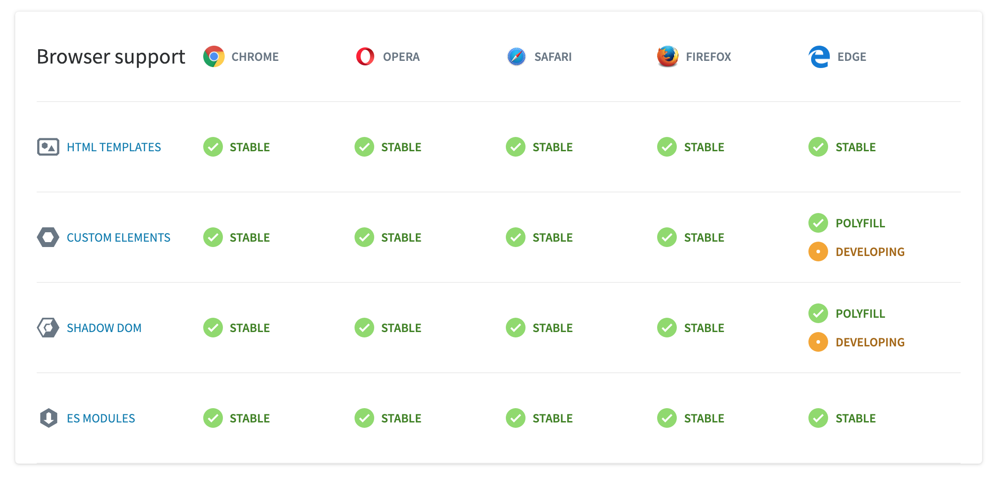 Browser support CHROME OPERA SAFARI FIREFOX EDGE
HTML TEMPLATES STABLE STABLE STABLE STABLE STABLE
CUSTOM ELEMENTS STABLE STABLE STABLE STABLE POLYFILL
DEVELOPING
SHADOW DOM STABLE STABLE STABLE STABLE POLYFILL
DEVELOPING
ES MODULES STABLE STABLE STABLE STABLE STABLE